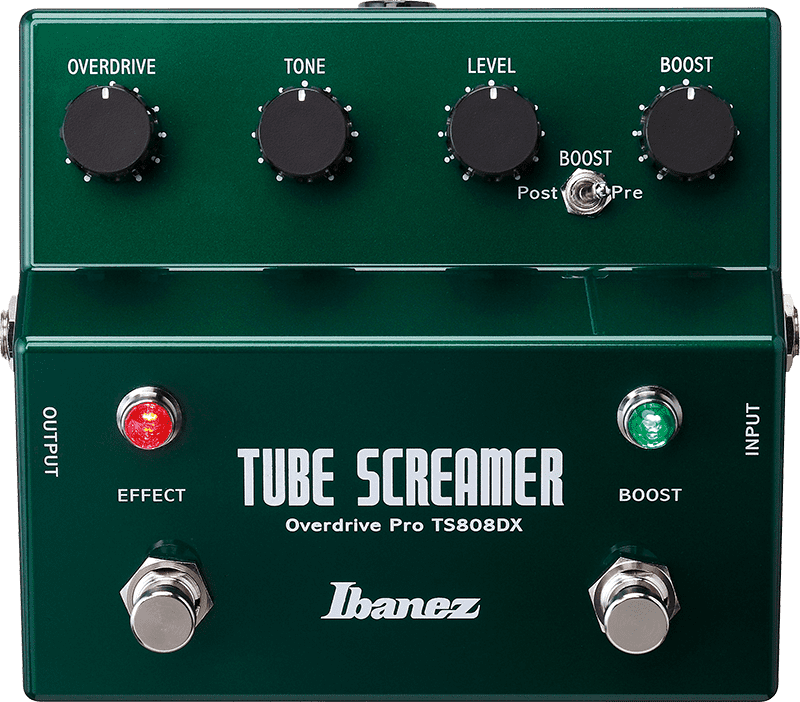 OVERDRIVE
TONE
LEVEL
BOOST
BOOST
Post Pre
OUTPUT
INPUT
EFFECT
TUBE SCREAMER
BOOST
Overdrive Pro TS808DX
Ibanez